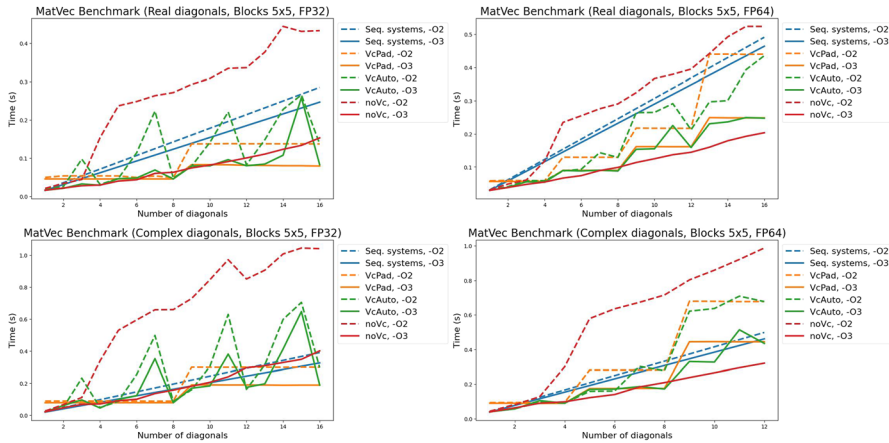 MatVec Benchmark (Real diagonals, Blocks 5x5, FP32)
Time (s)
0.4
0.3
0.2
0.1
0.0
2 4 6 8 10 12 14 16
Number of diagonals
Seq. systems, -O2
Seq. systems, -O3
VcPad, -O2
VcPad, -O3
VcAuto, -O2
VcAuto, -O3
noVc, -O2
noVc, -O3
MatVec Benchmark (Real diagonals, Blocks 5x5, FP64)
Time (s)
0.5
0.4
0.3
0.2
0.1
0.0
2 4 6 8 10 12 14 16
Number of diagonals
Seq. systems, -O2
Seq. systems, -O3
VcPad, -O2
VcPad, -O3
VcAuto, -O2
VcAuto, -O3
noVc, -O2
noVc, -O3
MatVec Benchmark (Complex diagonals, Blocks 5x5, FP32)
Time (s)
1.0
0.8
0.6
0.4
0.2
0.0
2 4 6 8 10 12 14 16
Number of diagonals
Seq. systems, -O2
Seq. systems, -O3
VcPad, -O2
VcPad, -O3
VcAuto, -O2
VcAuto, -O3
noVc, -O2
noVc, -O3
MatVec Benchmark (Complex diagonals, Blocks 5x5, FP64)
Time (s)
1.0
0.8
0.6
0.4
0.2
0.0
2 4 6 8 10 12
Number of diagonals
Seq. systems, -O2
Seq. systems, -O3
VcPad, -O2
VcPad, -O3
VcAuto, -O2
VcAuto, -O3
noVc, -O2
noVc, -O3